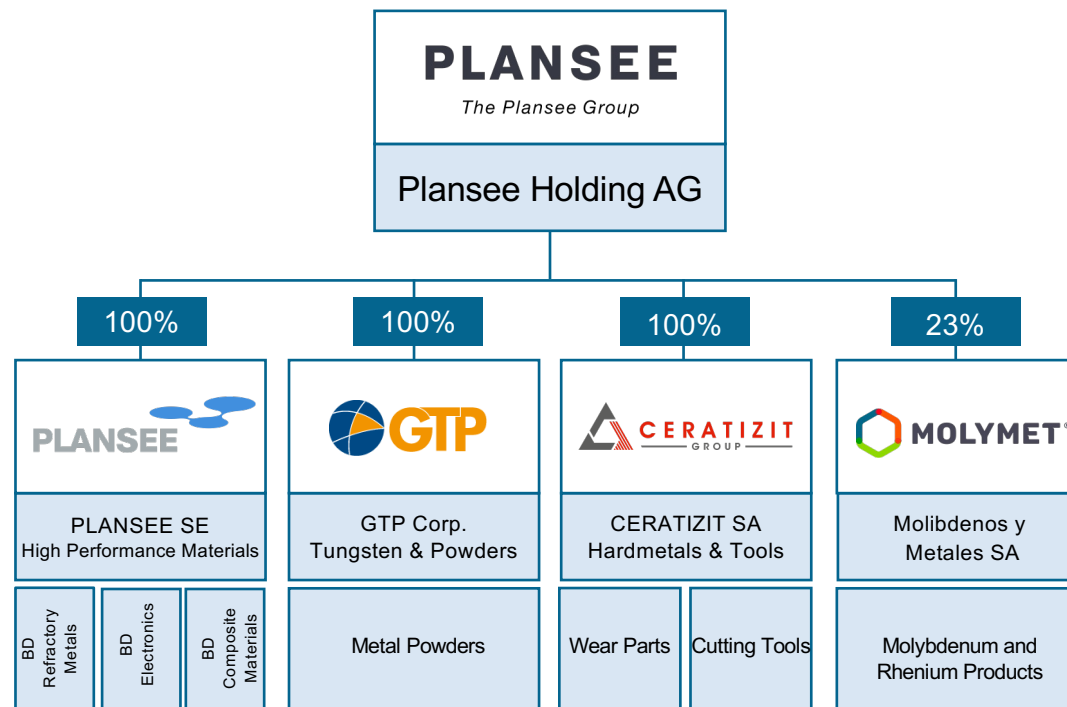 PLANSEE
The Plansee Group
Plansee Holding AG
100%
100%
100%
23%
PLANSEE
GTP
CERATIZIT
GROUP
MOLYMET
PLANSEE SE
High Performance Materials
GTP Corp.
Tungsten & Powders
CERATIZIT SA
Hardmetals & Tools
Molibdenos y
Metales SA
BD
Refractory
Metals
BD
Electronics
BD
Composite
Materials
Metal Powders
Wear Parts
Cutting Tools
Molybdenum and
Rhenium Products